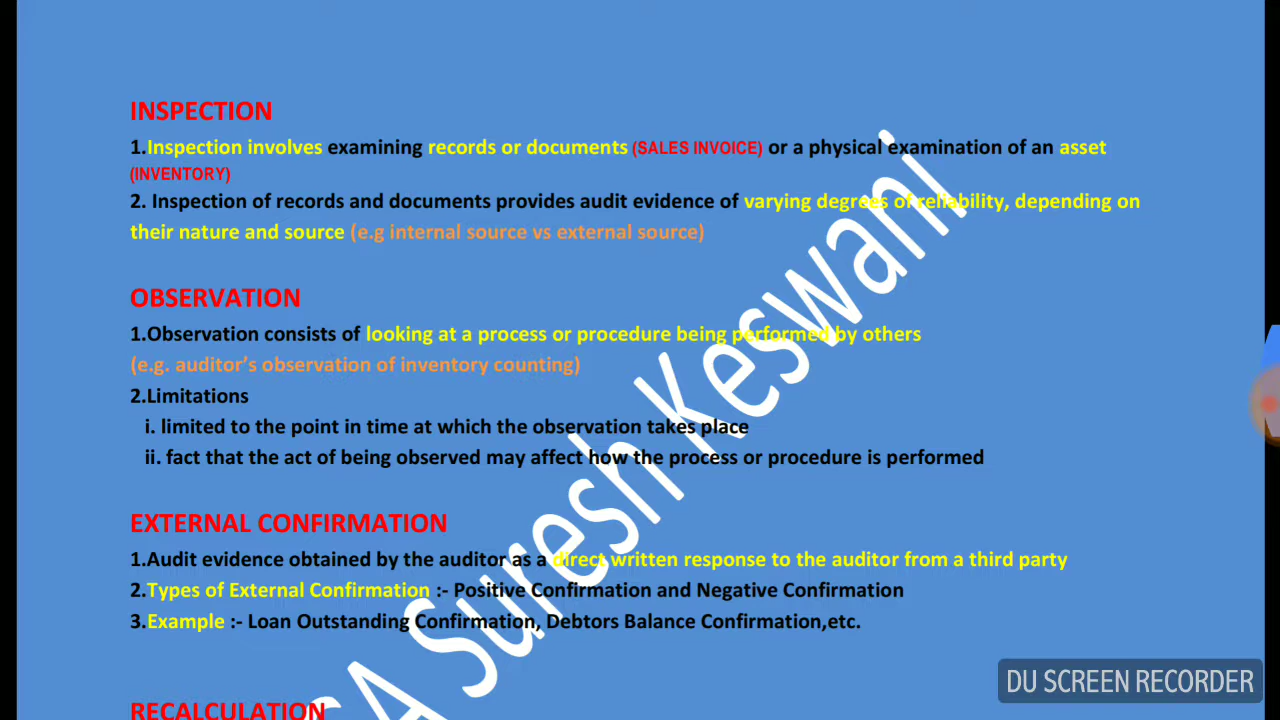 INSPECTION
1.Inspection involves examining records or documents (SALES INVOICE) or a physical examination of an asset
(INVENTORY)
2. Inspection of records and documents provides audit evidence of varying degrees of reliability, depending on
their nature and source (e.g internal source vs external source)
OBSERVATION
1.Observation consists of looking at a process or procedure being performed by others
(e.g. auditor’s observation of inventory counting)
2.Limitations
i. limited to the point in time at which the observation takes place
ii. fact that the act of being observed may affect how the process or procedure is performed
EXTERNAL CONFIRMATION
1.Audit evidence obtained by the auditor as a direct written response to the auditor from a third party
2.Types of External Confirmation :- Positive Confirmation and Negative Confirmation
3.Example :- Loan Outstanding Confirmation, Debtors Balance Confirmation,etc.
RECALCULATION
CA Suresh Keswani
DU SCREEN RECORDER